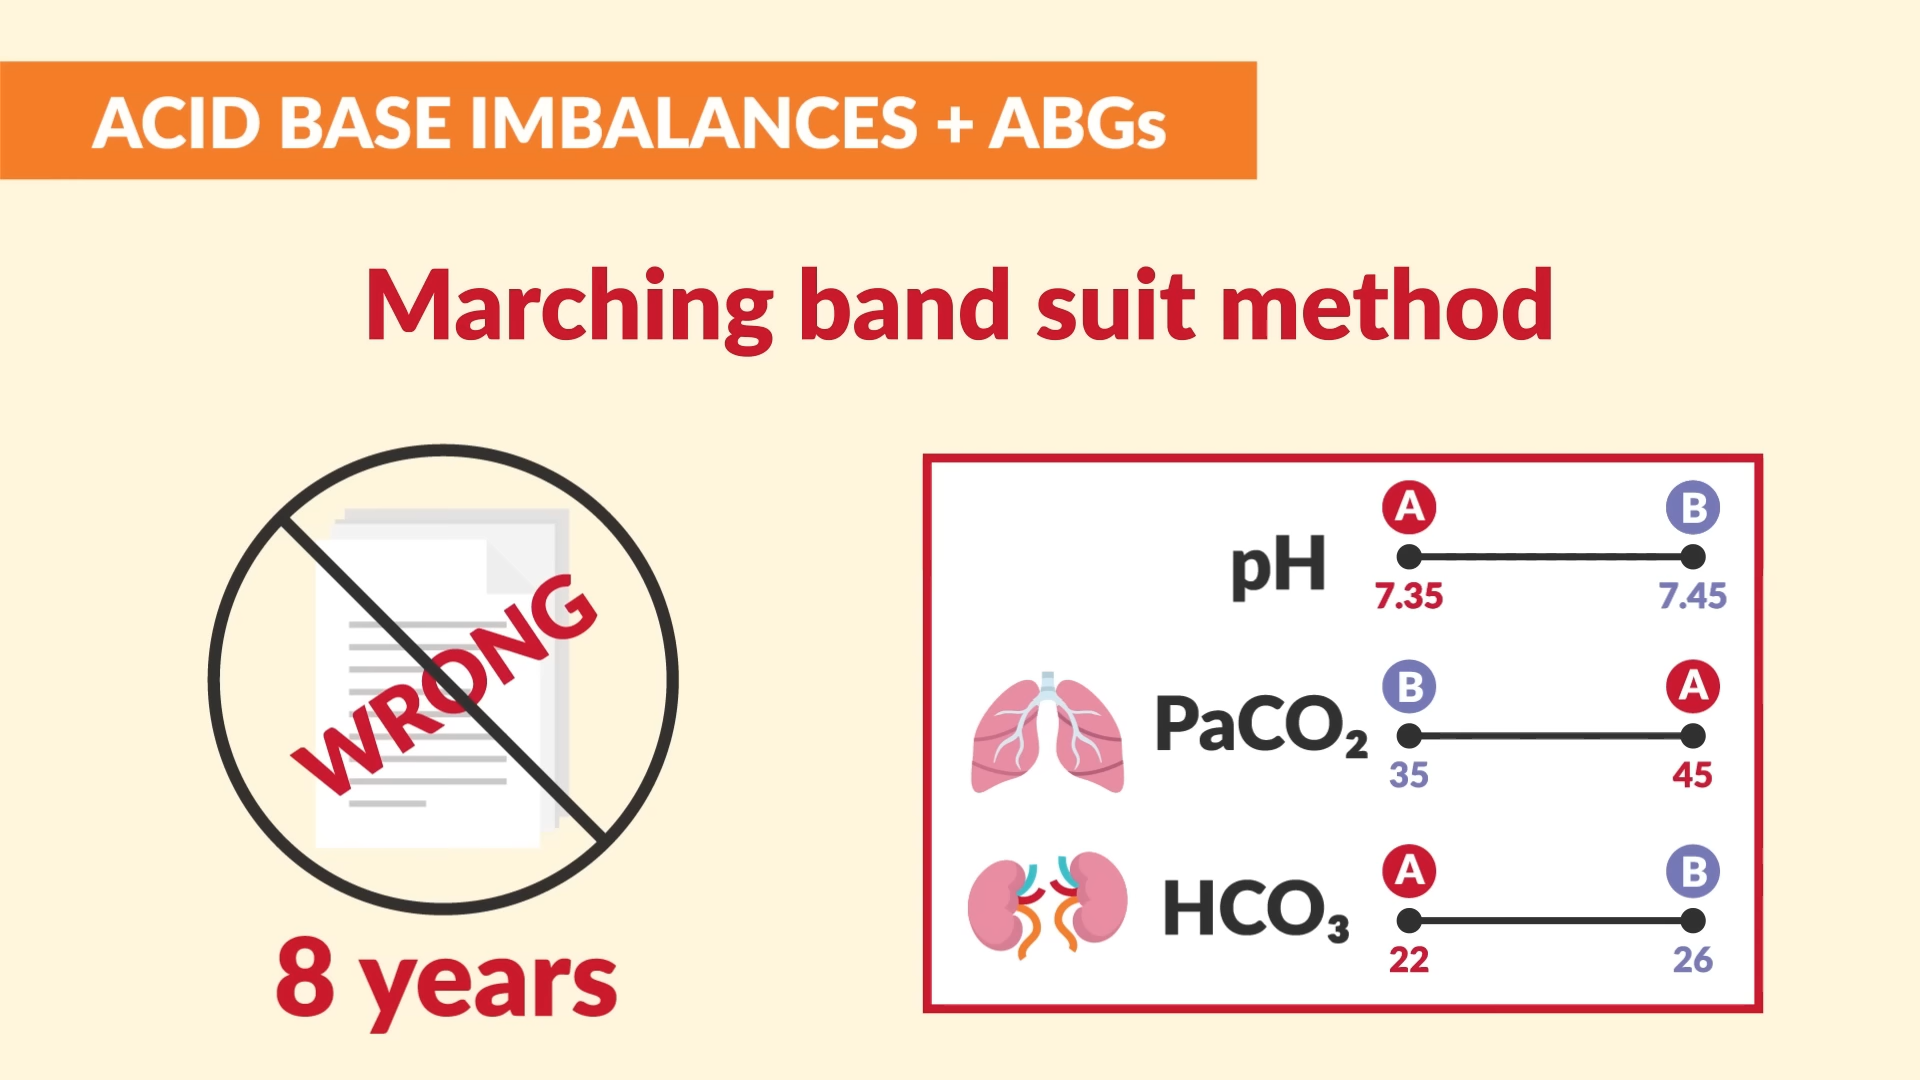 ACID BASE IMBALANCES + ABGs
Marching band suit method
WRONG
8 years
A B
pH
7.35 7.45
B A
PaCO₂
35 45
A B
HCO₃
22 26